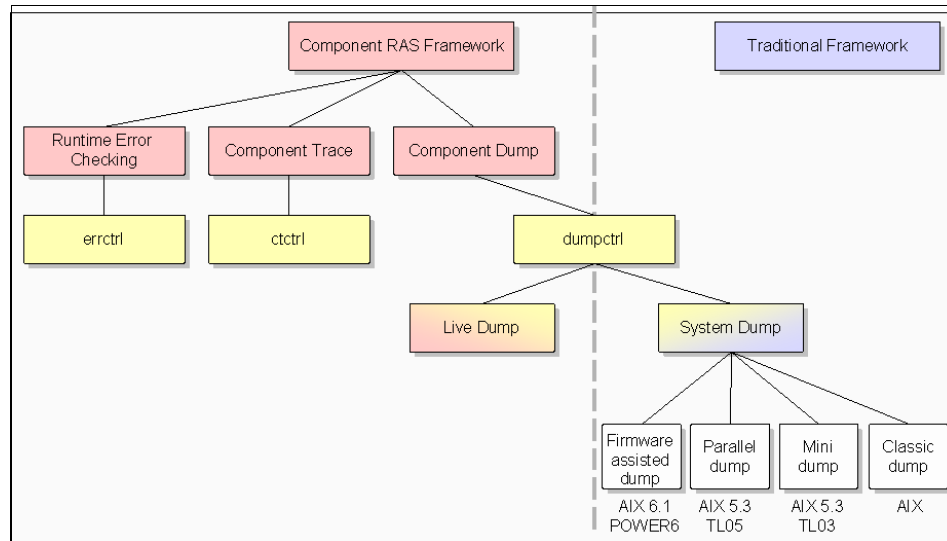 Component RAS Framework
Traditional Framework
Runtime Error
Checking
Component Trace
Component Dump
errctrl
ctctrl
dumpctrl
Live Dump
System Dump
Firmware
assisted
dump
Parallel
dump
Mini
dump
Classic
dump
AIX 6.1
POWER6
AIX 5.3
TL05
AIX 5.3
TL03
AIX